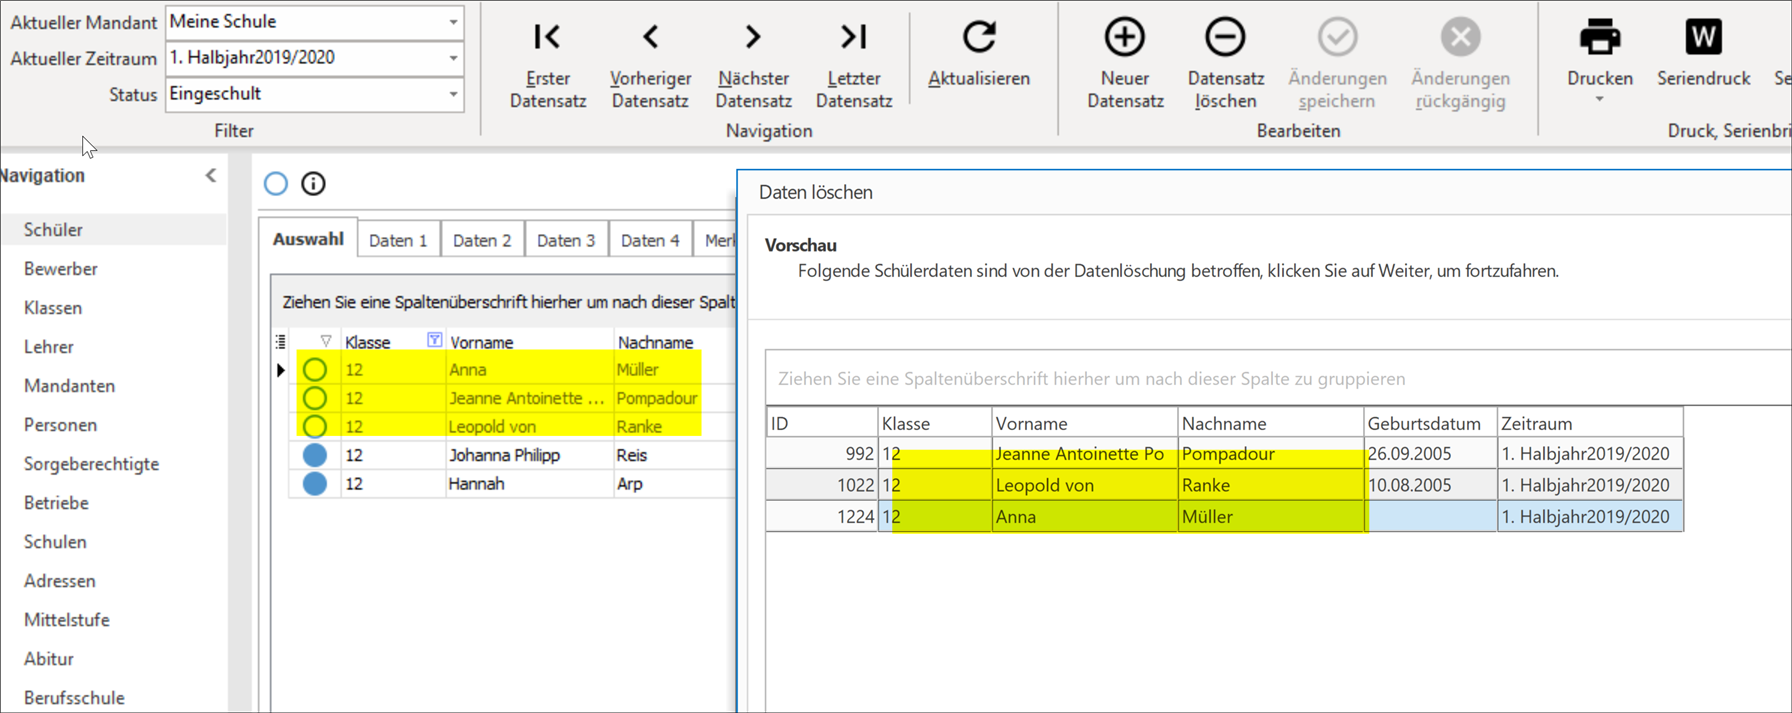 Aktueller Mandant Meine Schule
Aktueller Zeitraum 1. Halbjahr2019/2020
Status Eingeschult
Filter
Erster Datensatz
Vorheriger Datensatz
Nächster Datensatz
Letzter Datensatz
Aktualisieren
Navigation
Neuer Datensatz
Datensatz löschen
Änderungen speichern
Änderungen rückgängig
Bearbeiten
Drucken
W
Seriendruck
Se
Druck, Serienbri
Navigation
Schüler
Bewerber
Klassen
Lehrer
Mandanten
Personen
Sorgeberechtigte
Betriebe
Schulen
Adressen
Mittelstufe
Abitur
Berufsschule
Auswahl Daten 1 Daten 2 Daten 3 Daten 4 Merk
Ziehen Sie eine Spaltenüberschrift hierher um nach dieser Spalt
Klasse Vorname Nachname
12 Anna Müller
12 Jeanne Antoinette ... Pompadour
12 Leopold von Ranke
12 Johanna Philipp Reis
12 Hannah Arp
Daten löschen
Vorschau
Folgende Schülerdaten sind von der Datenlöschung betroffen, klicken Sie auf Weiter, um fortzufahren.
Ziehen Sie eine Spaltenüberschrift hierher um nach dieser Spalte zu gruppieren
ID Klasse Vorname Nachname Geburtsdatum Zeitraum
992 12 Jeanne Antoinette Po Pompadour 26.09.2005 1. Halbjahr2019/2020
1022 12 Leopold von Ranke 10.08.2005 1. Halbjahr2019/2020
1224 12 Anna Müller 1. Halbjahr2019/2020